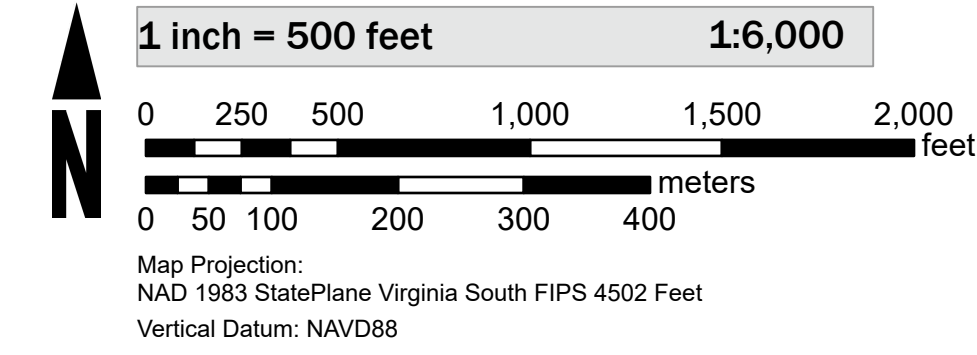 1 inch = 500 feet 1:6,000
0 250 500 1,000 1,500 2,000
feet
meters
0 50 100 200 300 400
N
Map Projection:
NAD 1983 StatePlane Virginia South FIPS 4502 Feet
Vertical Datum: NAVD88